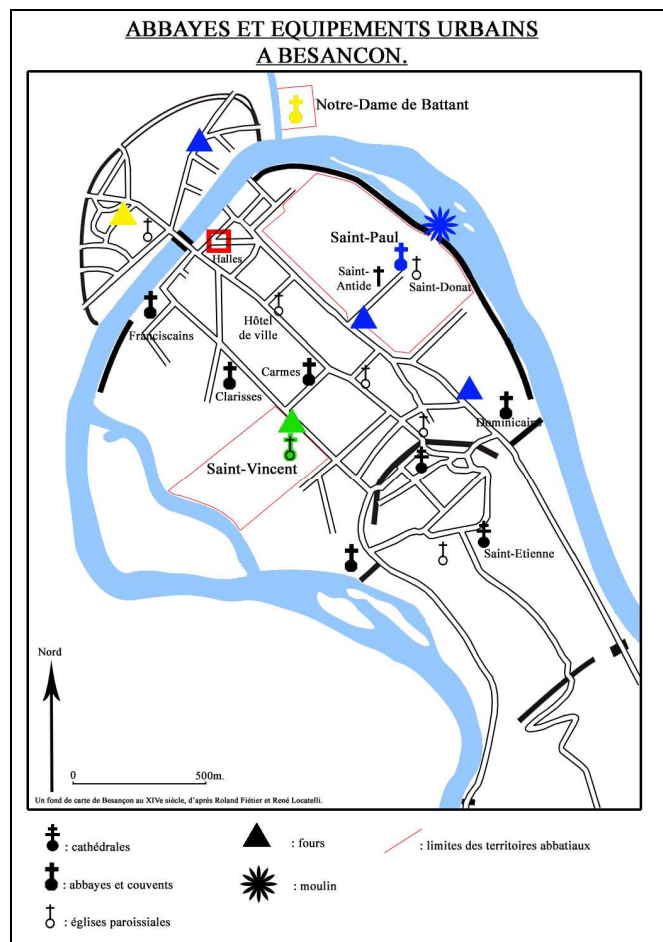 ABBAYES ET EQUIPEMENTS URBAINS
A BESANCON.
Notre-Dame de Battant
Saint-Paul
Halles
Saint-
Antide
Saint-Donat
Hôtel
de ville
Franciscains
Carmes
Clarisses
Dominicains
Saint-Vincent
Saint-Etienne
Nord
0
500m.
Un fond de carte de Besançon au XIVe siècle, d'après Roland Fiétier et René Locatelli.
: cathédrales
: fours
: limites des territoires abbatiaux
: abbayes et couvents
: moulin
: églises paroissiales